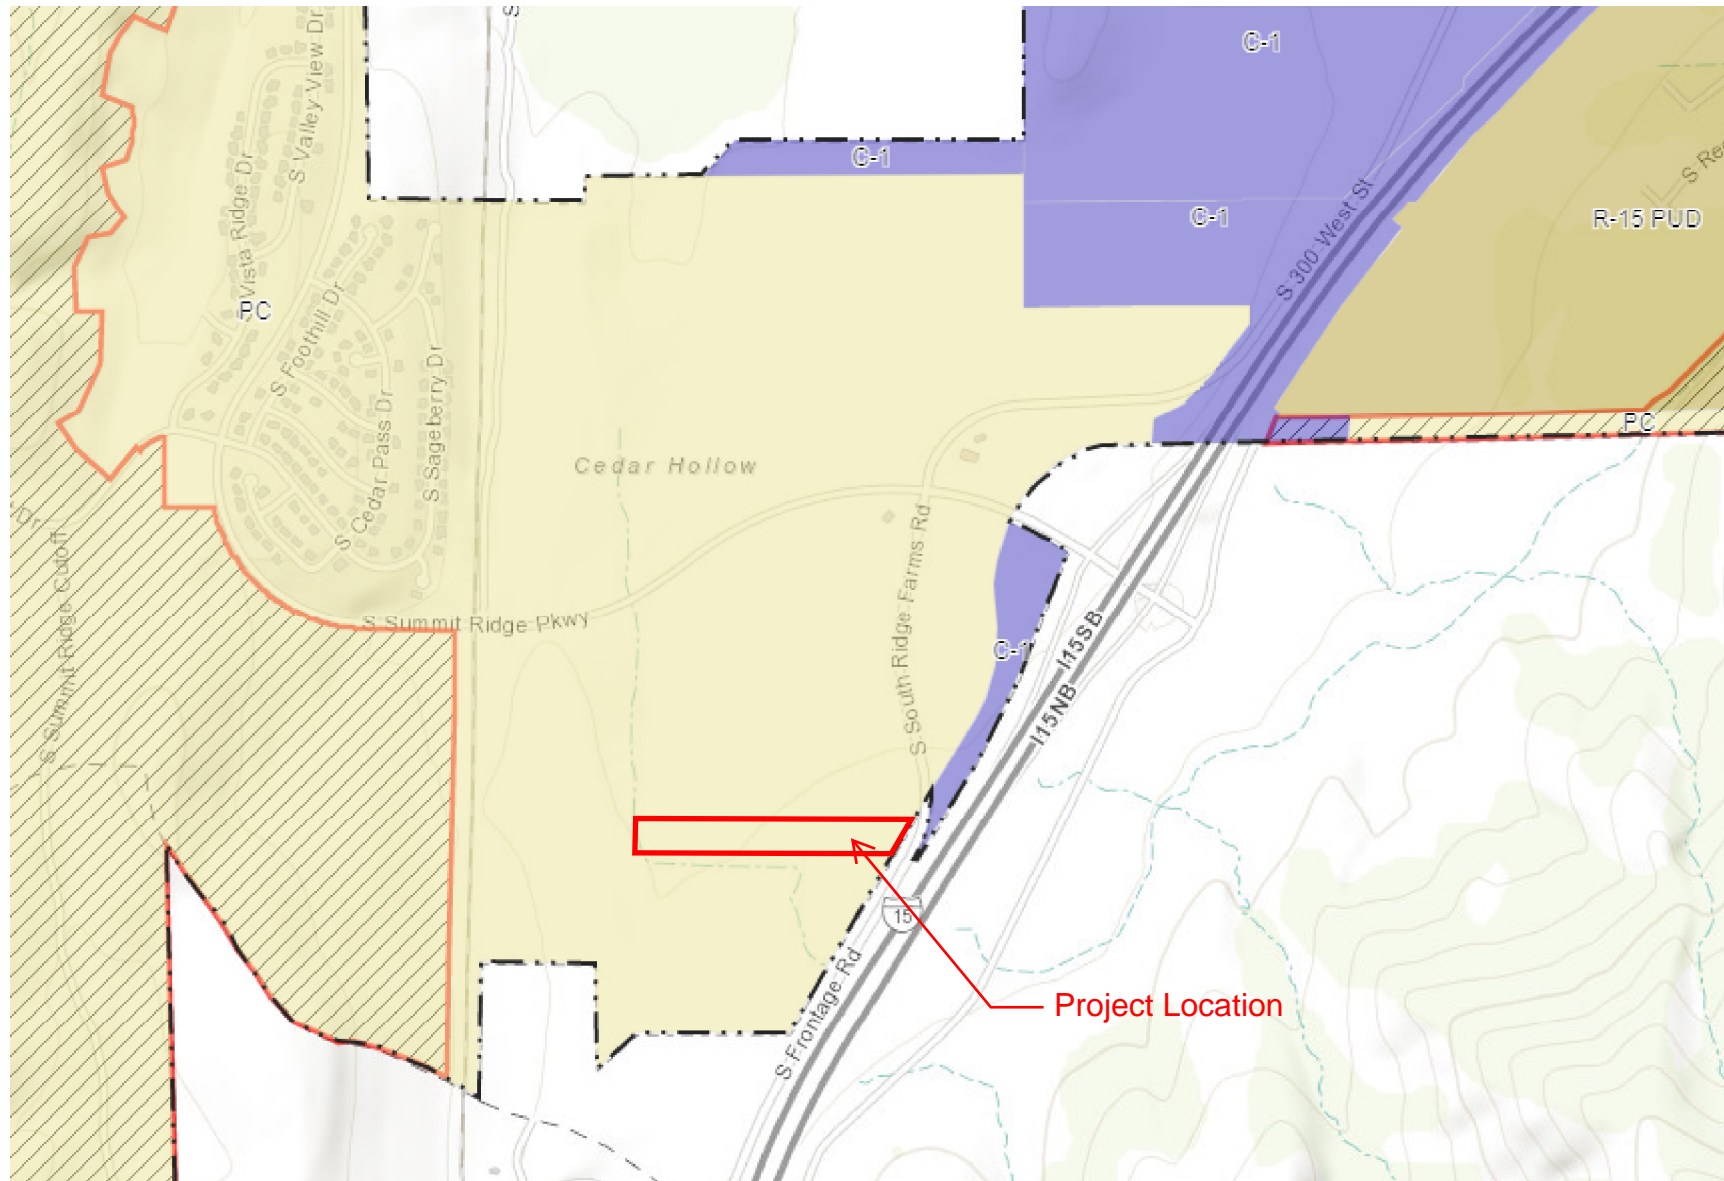 S
C-1
S Valley View Dr
C-1
S Vista Ridge Dr
S 300 West St
C-1
R-15 PUD
PC
S Foothill Dr
S Cedar Pass Dr
S Sageberry Dr
PC
Cedar Hollow
Dr
S Summit Ridge Cutoff
S Summit Ridge Pkwy
S South Ridge Farms Rd
C-1
I15SB
I15NB
15
S Frontage Rd
Project Location